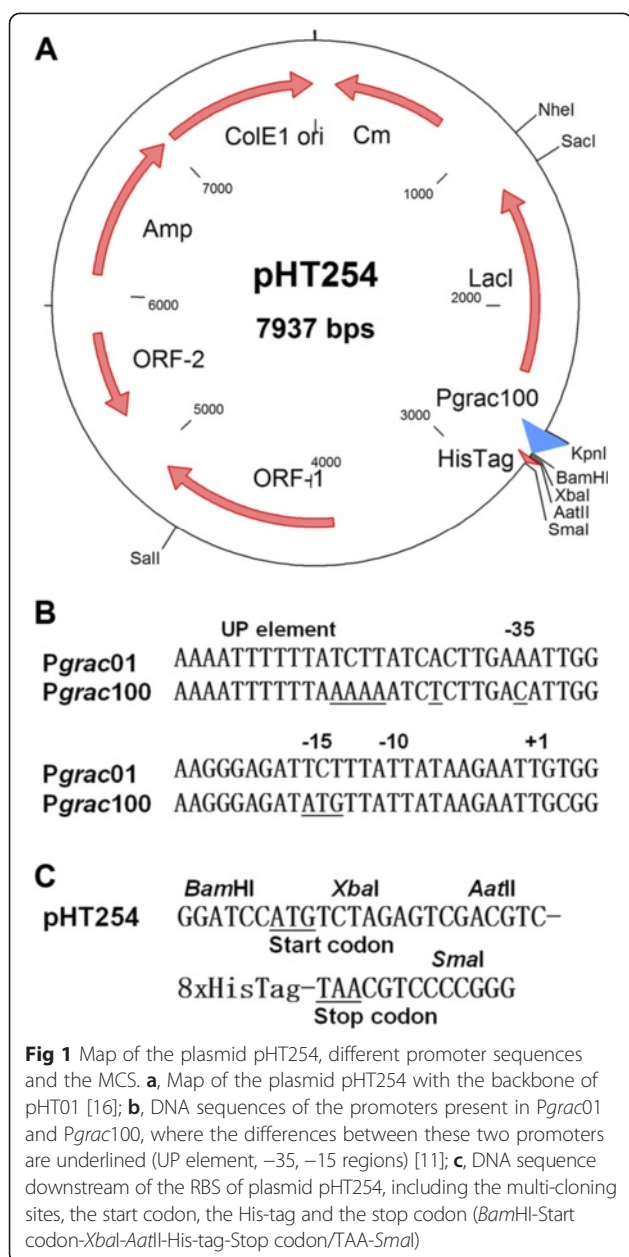 A
NheI
SacI
ColE1 ori
Cm
7000
1000
Amp
pHT254
7937 bps
LacI
2000
6000
ORF-2
Pgrac100
5000
3000
HisTag
KpnI
BamHI
XbaI
AatII
SmaI
ORF-1
4000
SalI
B
UP element -35
Pgrac01 AAAATTTTTTATCTTATCACTTGAAATTGG
Pgrac100 AAAATTTTTTAAAAAATCTCTTGACATTGG
-15 -10 +1
Pgrac01 AAGGGAGATTCTTTATTATAAGAATTGTGG
Pgrac100 AAGGGAGATATGTTATTATAAGAATTGCGG
C
BamHI XbaI AatII
pHT254 GGATCCATGTCTAGAGTCGACGTC–
Start codon
SmaI
8xHisTag–TAACGTCCCCGGG
Stop codon
Fig 1 Map of the plasmid pHT254, different promoter sequences
and the MCS. a, Map of the plasmid pHT254 with the backbone of
pHT01 [16]; b, DNA sequences of the promoters present in Pgrac01
and Pgrac100, where the differences between these two promoters
are underlined (UP element, −35, −15 regions) [11]; c, DNA sequence
downstream of the RBS of plasmid pHT254, including the multi-cloning
sites, the start codon, the His-tag and the stop codon (BamHI-Start
codon-XbaI-AatII-His-tag-Stop codon/TAA-SmaI)